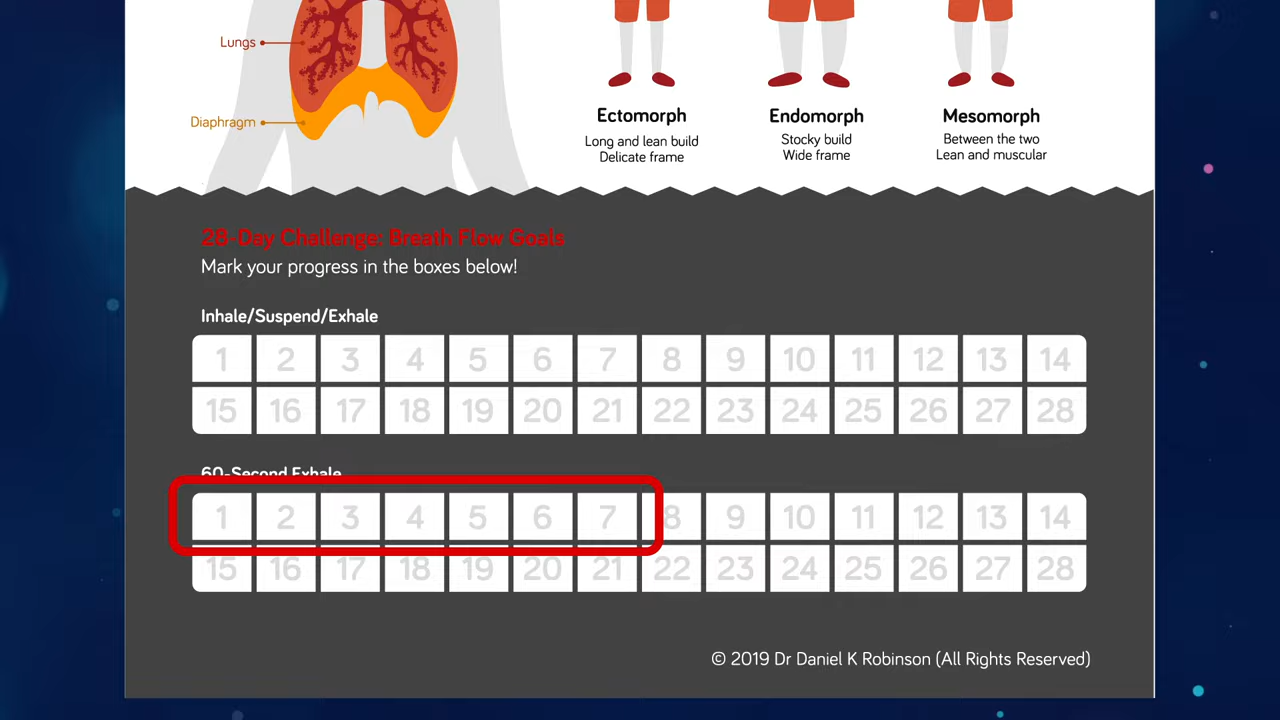 Lungs
Diaphragm
Ectomorph
Long and lean build
Delicate frame
Endomorph
Stocky build
Wide frame
Mesomorph
Between the two
Lean and muscular
28-Day Challenge: Breath Flow Goals
Mark your progress in the boxes below!
Inhale/Suspend/Exhale
1 2 3 4 5 6 7 8 9 10 11 12 13 14
15 16 17 18 19 20 21 22 23 24 25 26 27 28
60-Second Exhale
1 2 3 4 5 6 7 8 9 10 11 12 13 14
15 16 17 18 19 20 21 22 23 24 25 26 27 28
© 2019 Dr Daniel K Robinson (All Rights Reserved)